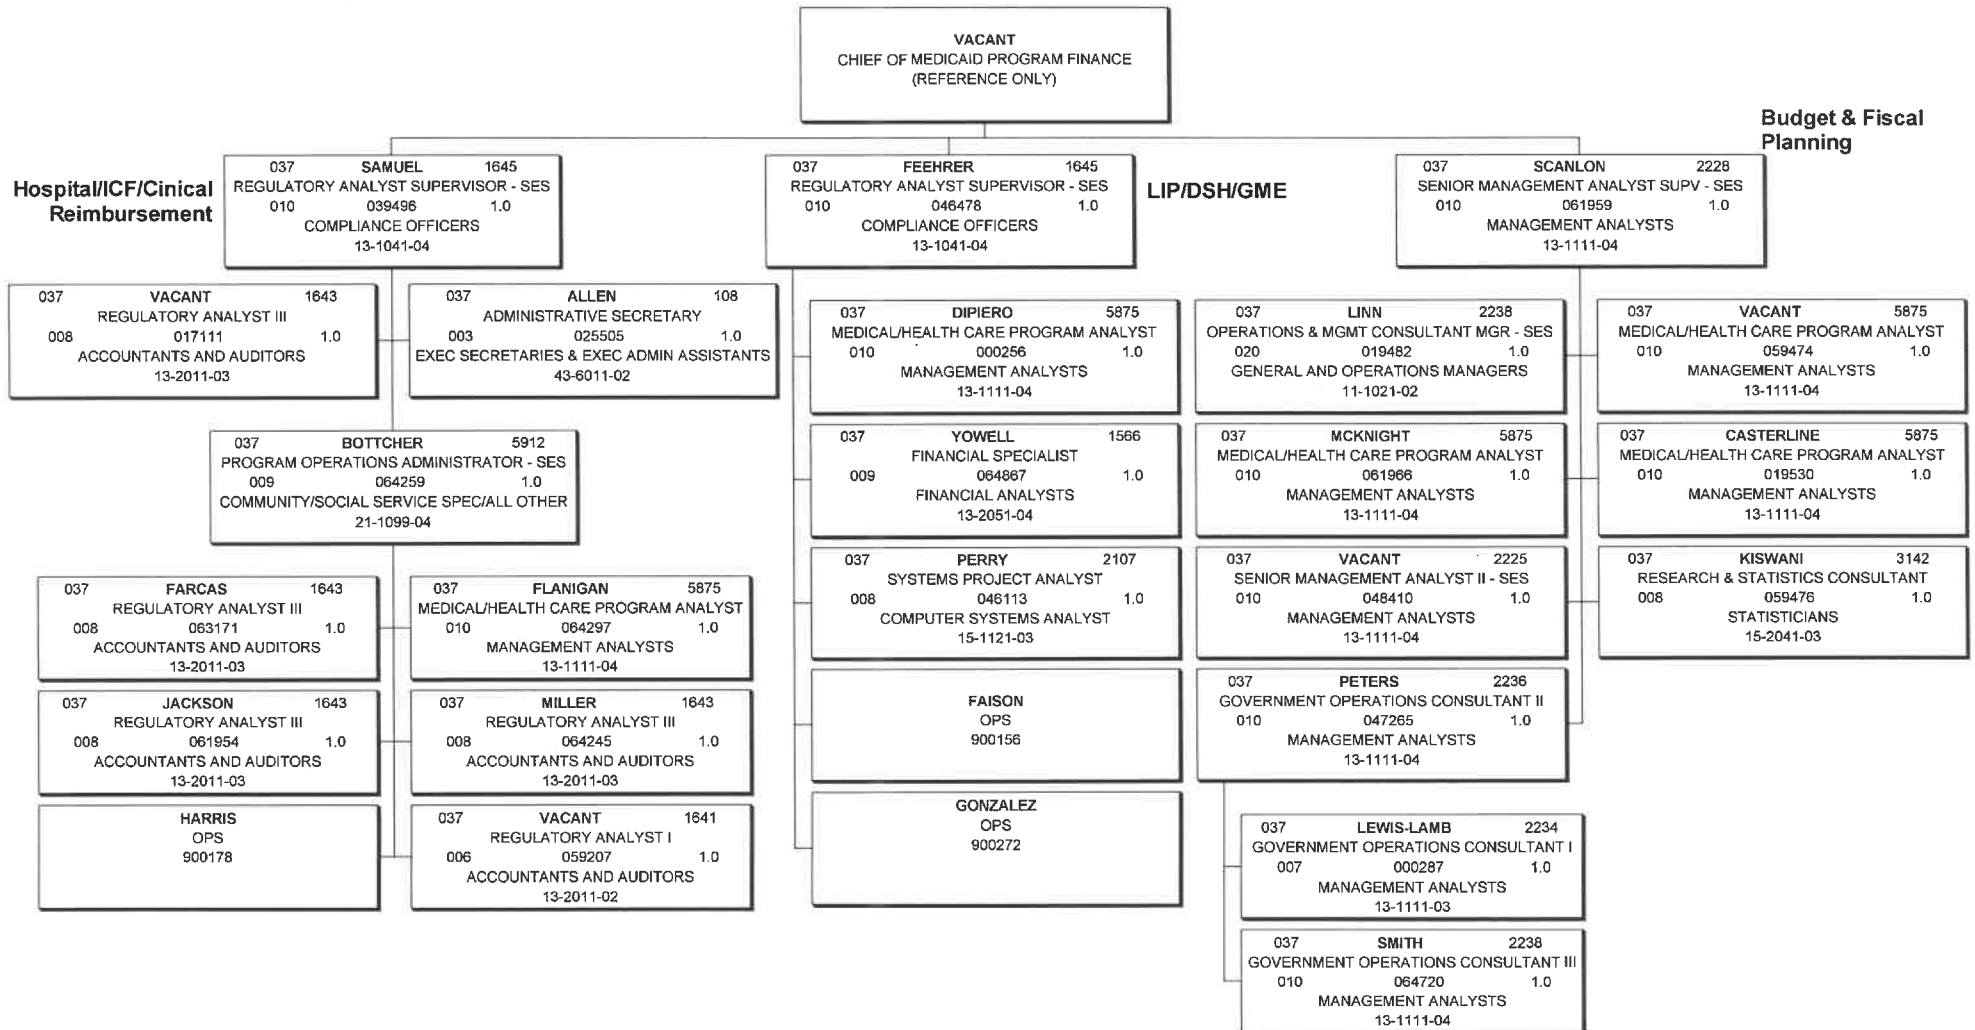 VACANT
CHIEF OF MEDICAID PROGRAM FINANCE
(REFERENCE ONLY)
Budget & Fiscal
Planning
Hospital/ICF/Cinical
Reimbursement
037 SAMUEL 1645
REGULATORY ANALYST SUPERVISOR - SES
010 039496 1.0
COMPLIANCE OFFICERS
13-1041-04
037 FEEHRER 1645
REGULATORY ANALYST SUPERVISOR - SES
010 046478 1.0
COMPLIANCE OFFICERS
13-1041-04
LIP/DSH/GME
037 SCANLON 2228
SENIOR MANAGEMENT ANALYST SUPV - SES
010 061959 1.0
MANAGEMENT ANALYSTS
13-1111-04
037 VACANT 1643
REGULATORY ANALYST III
008 017111 1.0
ACCOUNTANTS AND AUDITORS
13-2011-03
037 ALLEN 108
ADMINISTRATIVE SECRETARY
003 025505 1.0
EXEC SECRETARIES & EXEC ADMIN ASSISTANTS
43-6011-02
037 BOTTCHER 5912
PROGRAM OPERATIONS ADMINISTRATOR - SES
009 064259 1.0
COMMUNITY/SOCIAL SERVICE SPEC/ALL OTHER
21-1099-04
037 FARCAS 1643
REGULATORY ANALYST III
008 063171 1.0
ACCOUNTANTS AND AUDITORS
13-2011-03
037 FLANIGAN 5875
MEDICAL/HEALTH CARE PROGRAM ANALYST
010 064297 1.0
MANAGEMENT ANALYSTS
13-1111-04
037 JACKSON 1643
REGULATORY ANALYST III
008 061954 1.0
ACCOUNTANTS AND AUDITORS
13-2011-03
037 MILLER 1643
REGULATORY ANALYST III
008 064245 1.0
ACCOUNTANTS AND AUDITORS
13-2011-03
HARRIS
OPS
900178
037 VACANT 1641
REGULATORY ANALYST I
006 059207 1.0
ACCOUNTANTS AND AUDITORS
13-2011-02
037 DIPIERO 5875
MEDICAL/HEALTH CARE PROGRAM ANALYST
010 000256 1.0
MANAGEMENT ANALYSTS
13-1111-04
037 YOWELL 1566
FINANCIAL SPECIALIST
009 064867 1.0
FINANCIAL ANALYSTS
13-2051-04
037 PERRY 2107
SYSTEMS PROJECT ANALYST
008 046113 1.0
COMPUTER SYSTEMS ANALYST
15-1121-03
FAISON
OPS
900156
GONZALEZ
OPS
900272
037 LINN 2238
OPERATIONS & MGMT CONSULTANT MGR - SES
020 019482 1.0
GENERAL AND OPERATIONS MANAGERS
11-1021-02
037 VACANT 5875
MEDICAL/HEALTH CARE PROGRAM ANALYST
010 059474 1.0
MANAGEMENT ANALYSTS
13-1111-04
037 MCKNIGHT 5875
MEDICAL/HEALTH CARE PROGRAM ANALYST
010 061966 1.0
MANAGEMENT ANALYSTS
13-1111-04
037 CASTERLINE 5875
MEDICAL/HEALTH CARE PROGRAM ANALYST
010 019530 1.0
MANAGEMENT ANALYSTS
13-1111-04
037 VACANT 2225
SENIOR MANAGEMENT ANALYST II - SES
010 048410 1.0
MANAGEMENT ANALYSTS
13-1111-04
037 KISWANI 3142
RESEARCH & STATISTICS CONSULTANT
008 059476 1.0
STATISTICIANS
15-2041-03
037 PETERS 2236
GOVERNMENT OPERATIONS CONSULTANT II
010 047265 1.0
MANAGEMENT ANALYSTS
13-1111-04
037 LEWIS-LAMB 2234
GOVERNMENT OPERATIONS CONSULTANT I
007 000287 1.0
MANAGEMENT ANALYSTS
13-1111-03
037 SMITH 2238
GOVERNMENT OPERATIONS CONSULTANT III
010 064720 1.0
MANAGEMENT ANALYSTS
13-1111-04